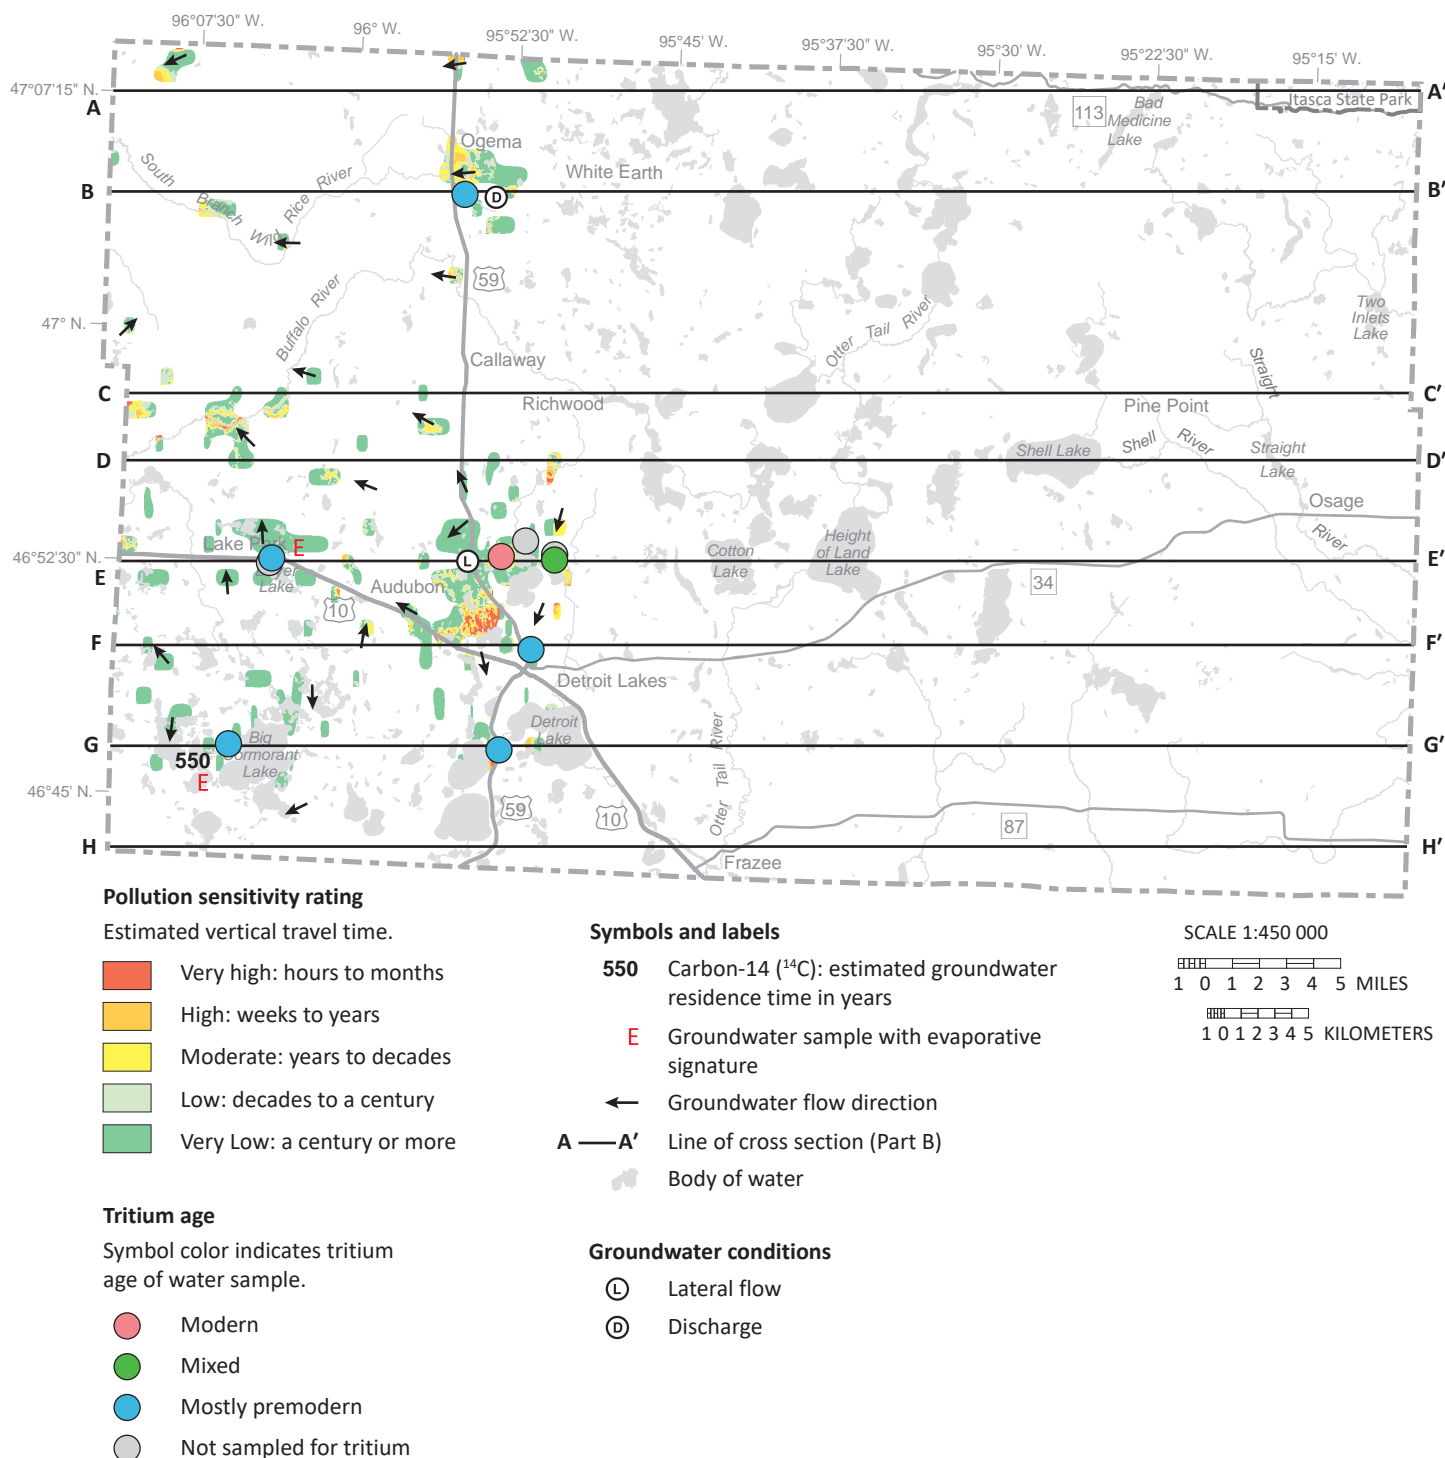 96°07'30" W.
96° W.
95°52'30" W.
95°45' W.
95°37'30" W.
95°30' W.
95°22'30" W.
95°15' W.
47°07'15" N.
A
A'
Itasca State Park
113
Bad
Medicine
Lake
Ogema
White Earth
South
Branch
Wild
Rice
River
B
D
B'
59
Buffalo
River
47° N.
Two
Inlets
Lake
Otter
Tail
River
Callaway
Straight
C
C'
Richwood
Pine Point
D
Shell Lake
Shell
River
Straight
Lake
D'
Osage
River
Lake Park
E
46°52'30" N.
E
L
E'
Cotton
Lake
Height
of Land
Lake
Lake
Audubon
10
34
F
F'
Detroit Lakes
Detroit
Lake
Otter Tail River
G
G'
550
Big
Cormorant
Lake
E
46°45' N.
59
10
87
H
H'
Frazee
Pollution sensitivity rating
Estimated vertical travel time.
Very high: hours to months
High: weeks to years
Moderate: years to decades
Low: decades to a century
Very Low: a century or more
Tritium age
Symbol color indicates tritium
age of water sample.
Modern
Mixed
Mostly premodern
Not sampled for tritium
Symbols and labels
550 Carbon-14 (¹⁴C): estimated groundwater
residence time in years
E Groundwater sample with evaporative
signature
Groundwater flow direction
A A' Line of cross section (Part B)
Body of water
Groundwater conditions
L Lateral flow
D Discharge
SCALE 1:450 000
1 0 1 2 3 4 5 MILES
1 0 1 2 3 4 5 KILOMETERS